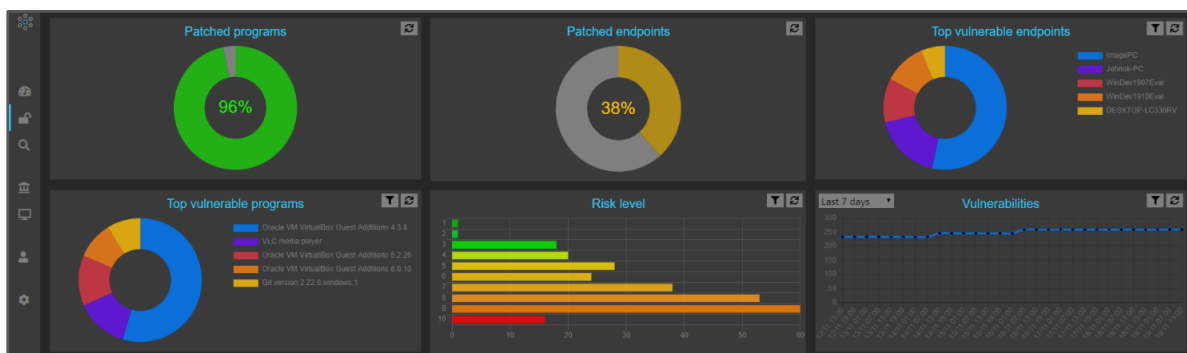 Patched programs
96%
Patched endpoints
38%
Top vulnerable endpoints
ImagePC
Johnok-PC
WinDev1907Eval
WinDev1910Eval
DESKTOP-LC336RV
Top vulnerable programs
Oracle VM VirtualBox Guest Additions 4.3.8
VLC media player
Oracle VM VirtualBox Guest Additions 5.2.26
Oracle VM VirtualBox Guest Additions 6.0.10
Git version 2.22.0.windows.1
Risk level
1
2
3
4
5
6
7
8
9
10
0 10 20 30 40 50 60
Last 7 days
Vulnerabilities
300
250
200
150
100
50
0